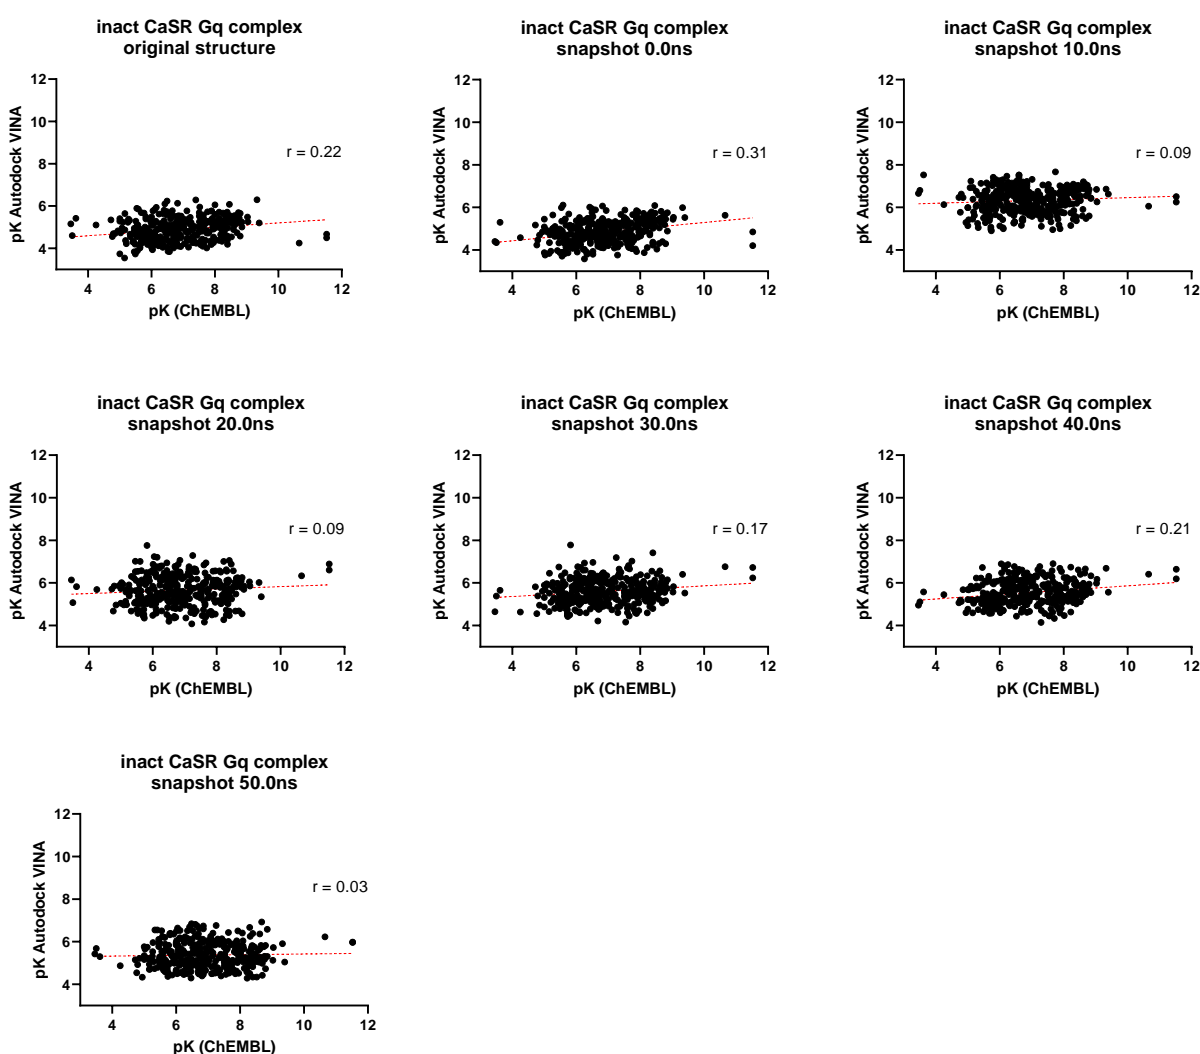 inact CaSR Gq complex
original structure
12
10
8
6
4
pK Autodock VINA
r = 0.22
4 6 8 10 12
pK (ChEMBL)
inact CaSR Gq complex
snapshot 0.0ns
12
10
8
6
4
pK Autodock VINA
r = 0.31
4 6 8 10 12
pK (ChEMBL)
inact CaSR Gq complex
snapshot 10.0ns
12
10
8
6
4
pK Autodock VINA
r = 0.09
4 6 8 10 12
pK (ChEMBL)
inact CaSR Gq complex
snapshot 20.0ns
12
10
8
6
4
pK Autodock VINA
r = 0.09
4 6 8 10 12
pK (ChEMBL)
inact CaSR Gq complex
snapshot 30.0ns
12
10
8
6
4
pK Autodock VINA
r = 0.17
4 6 8 10 12
pK (ChEMBL)
inact CaSR Gq complex
snapshot 40.0ns
12
10
8
6
4
pK Autodock VINA
r = 0.21
4 6 8 10 12
pK (ChEMBL)
inact CaSR Gq complex
snapshot 50.0ns
12
10
8
6
4
pK Autodock VINA
r = 0.03
4 6 8 10 12
pK (ChEMBL)